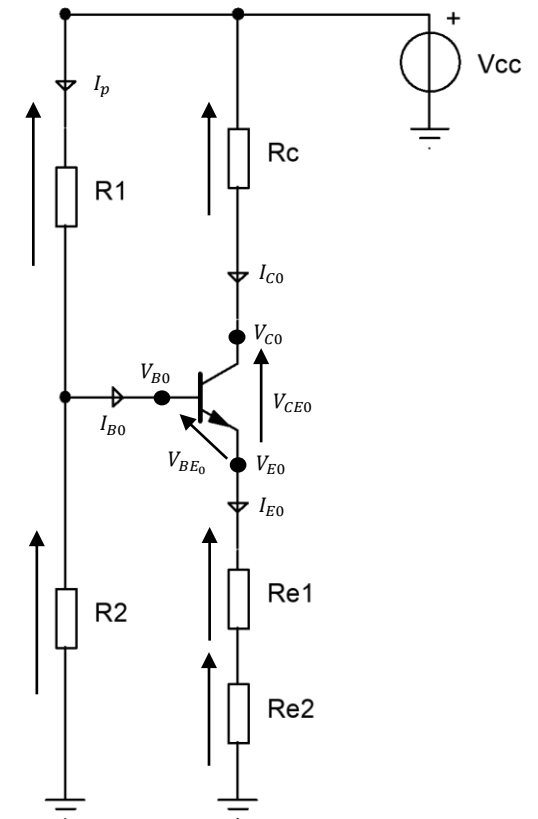 +
Vcc
I_p
R1
Rc
I_C0
V_C0
V_B0
I_B0
V_CE0
V_BE₀
V_E0
I_E0
R2
Re1
Re2